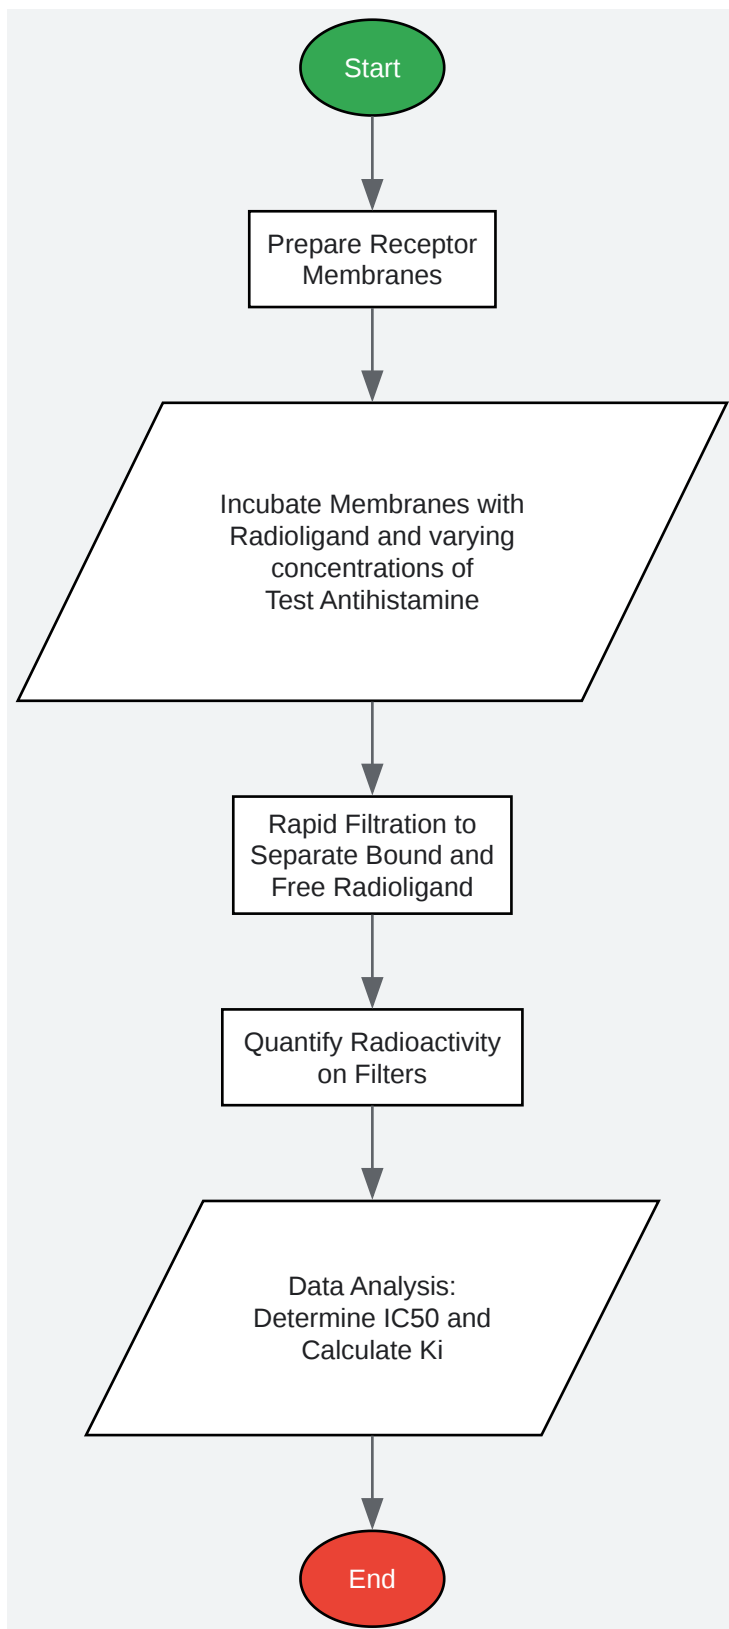 Start
Prepare Receptor
Membranes
Incubate Membranes with
Radioligand and varying
concentrations of
Test Antihistamine
Rapid Filtration to
Separate Bound and
Free Radioligand
Quantify Radioactivity
on Filters
Data Analysis:
Determine IC50 and
Calculate Ki
End